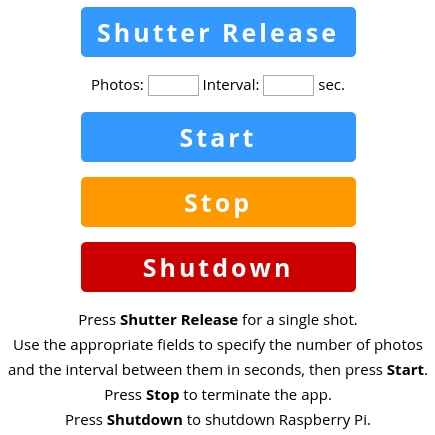 Shutter Release
Photos: Interval: sec.
Start
Stop
Shutdown
Press Shutter Release for a single shot.
Use the appropriate fields to specify the number of photos
and the interval between them in seconds, then press Start.
Press Stop to terminate the app.
Press Shutdown to shutdown Raspberry Pi.